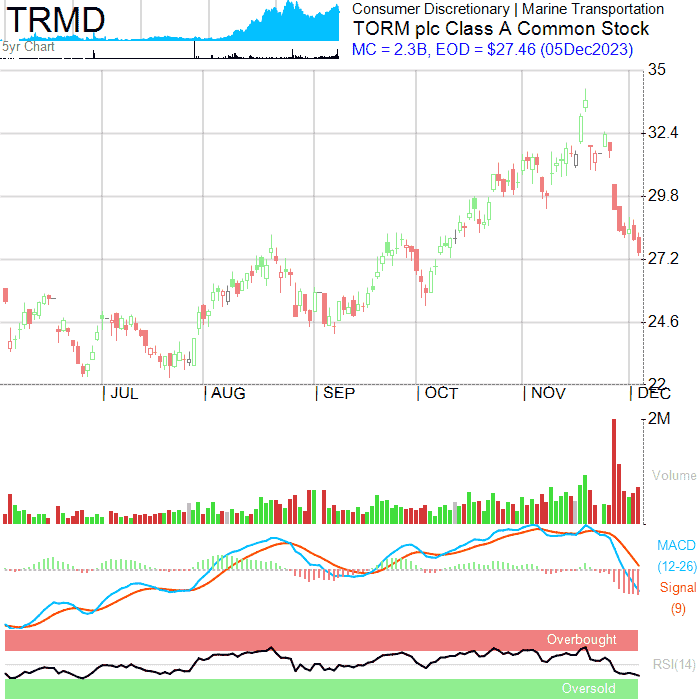 TRMD
5yr Chart
Consumer Discretionary | Marine Transportation
TORM plc Class A Common Stock
MC = 2.3B, EOD = $27.46 (05Dec2023)
35
32.4
29.8
27.2
24.6
22
| JUL | AUG | SEP | OCT | NOV | DEC
2M
Volume
MACD
(12-26)
Signal
(9)
Overbought
RSI(14)
Oversold